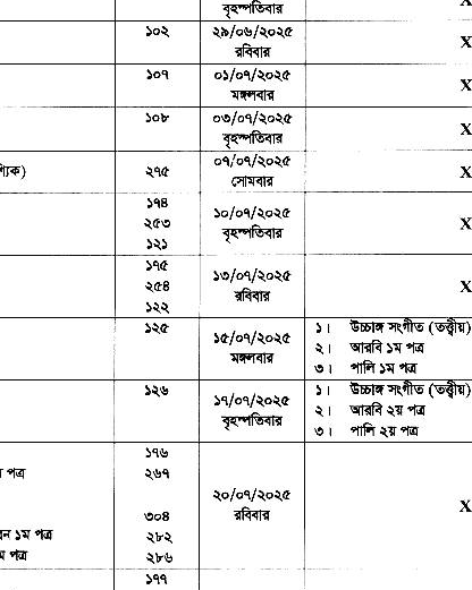 বৃহস্পতিবার
১০২ ২৯/০৬/২০২৫ X
রবিবার
১০৭ ০১/০৭/২০২৫ X
মঙ্গলবার
১০৮ ০৩/০৭/২০২৫ X
বৃহস্পতিবার
২৭৫ ০৭/০৭/২০২৫ X
সোমবার
১৭৪
২৫৩ ১০/০৭/২০২৫ X
১২১ বৃহস্পতিবার
১৭৫
২৫৪ ১৩/০৭/২০২৫ X
১২২ রবিবার
১২৫ ১৫/০৭/২০২৫ ১। উচ্চাঙ্গ সংগীত (তত্ত্বীয়)
মঙ্গলবার ২। আরবি ১ম পত্র
৩। পালি ১ম পত্র
১২৬ ১৭/০৭/২০২৫ ১। উচ্চাঙ্গ সংগীত (তত্ত্বীয়)
বৃহস্পতিবার ২। আরবি ২য় পত্র
৩। পালি ২য় পত্র
১৭৬
পত্র ২৬৭
২০/০৭/২০২৫ X
৩০৪ রবিবার
১ম পত্র ২৮২
পত্র ২৮৬
১৭৭